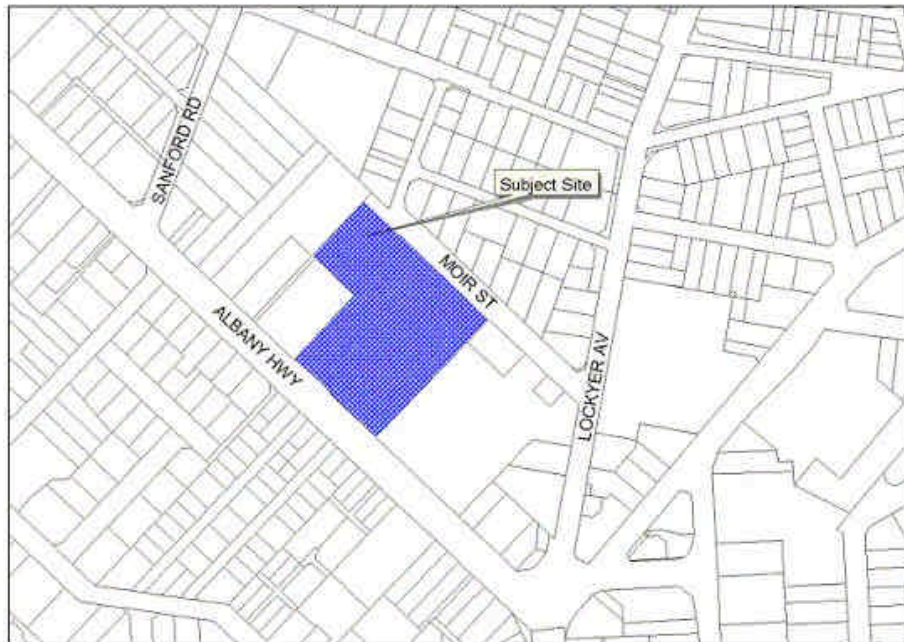 SANFORD RD
Subject Site
MOIR ST
ALBANY HWY
LOCKYER AV